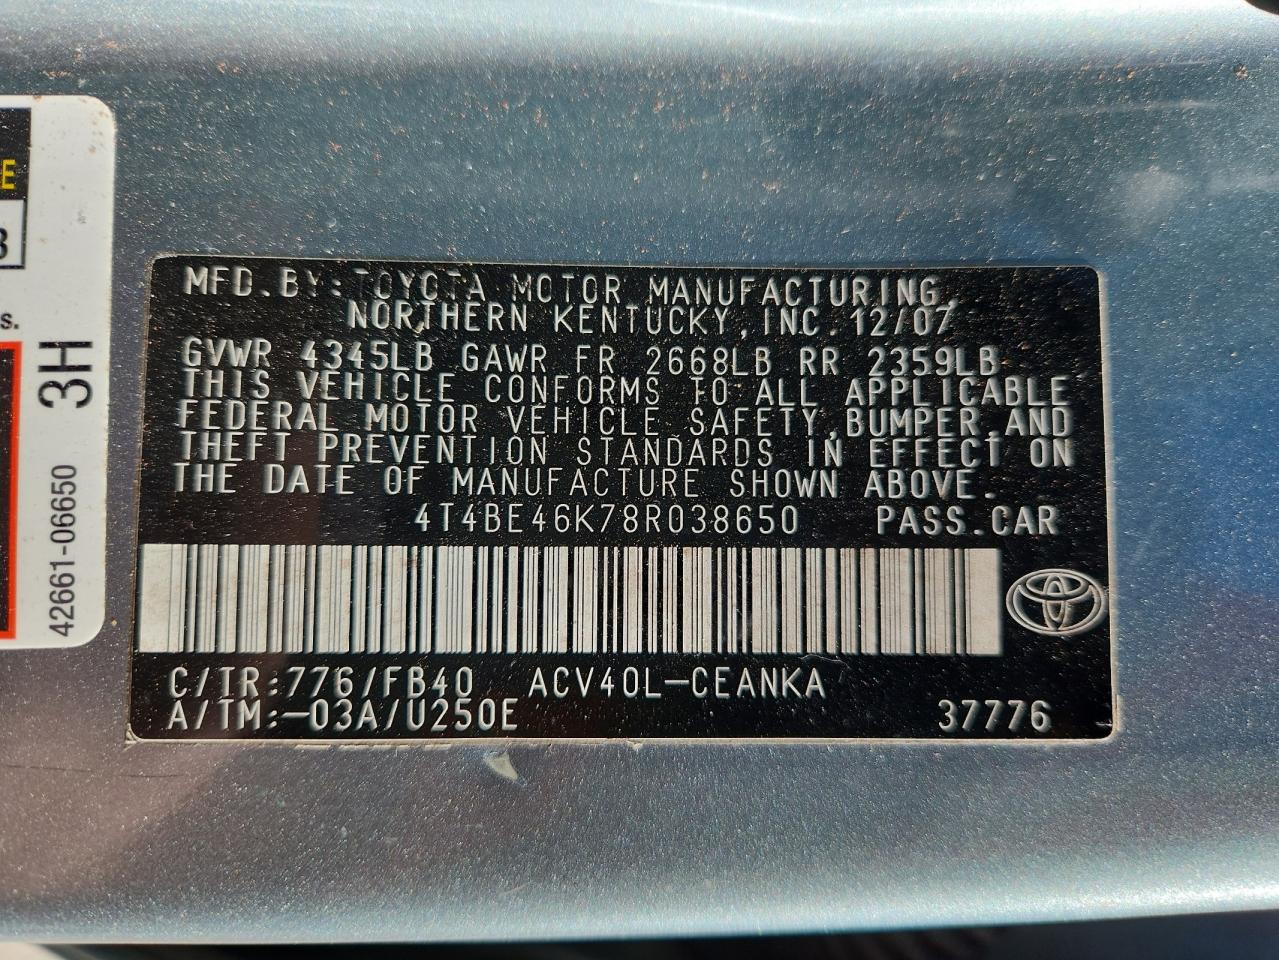 E
3
s.
3H
42661-06650
MFD.BY: TOYOTA MOTOR MANUFACTURING,
NORTHERN KENTUCKY, INC. 12/07
GVWR 4345LB GAWR FR 2668LB RR 2359LB
THIS VEHICLE CONFORMS TO ALL APPLICABLE
FEDERAL MOTOR VEHICLE SAFETY, BUMPER, AND
THEFT PREVENTION STANDARDS IN EFFECT ON
THE DATE OF MANUFACTURE SHOWN ABOVE.
4T4BE46K78R038650 PASS.CAR
C/TR:776/FB40 ACV40L-CEANKA
A/TM:-03A/U250E 37776